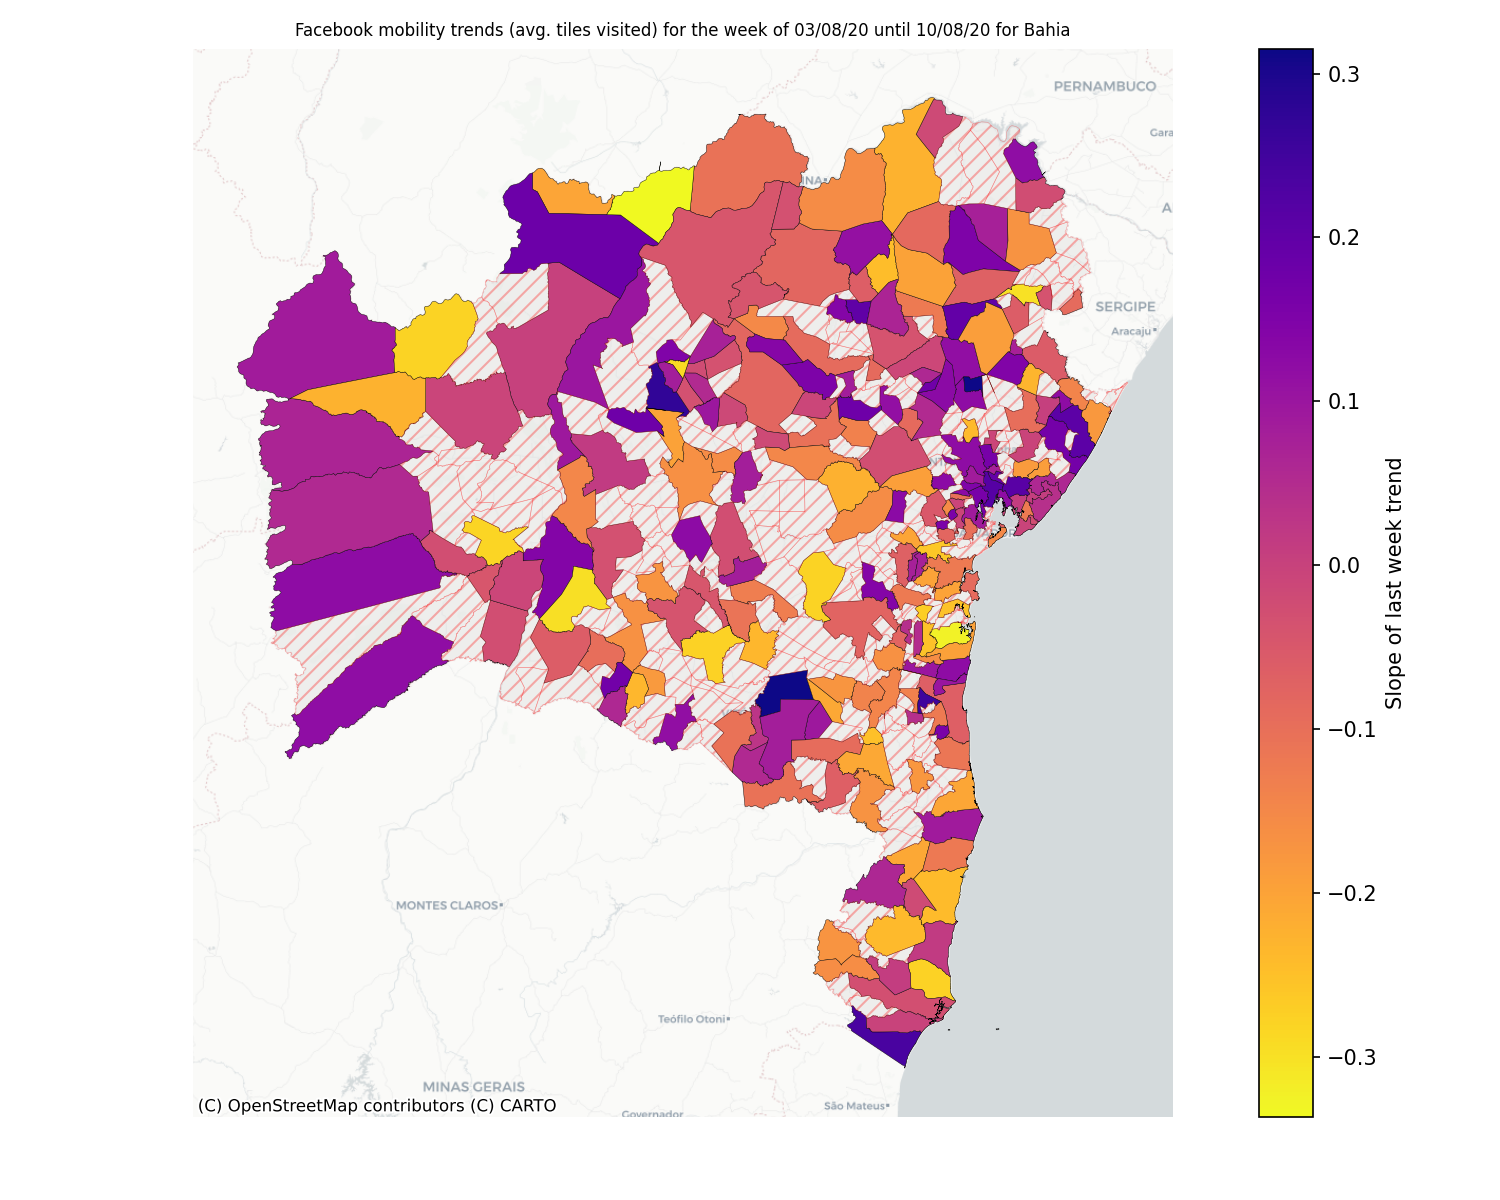 Facebook mobility trends (avg. tiles visited) for the week of 03/08/20 until 10/08/20 for Bahia
PERNAMBUCO
Gara
INA
A
SERGIPE
Aracaju
MONTES CLAROS
Teófilo Otoni
MINAS GERAIS
São Mateus
Governador
(C) OpenStreetMap contributors (C) CARTO
0.3
0.2
0.1
0.0
−0.1
−0.2
−0.3
Slope of last week trend